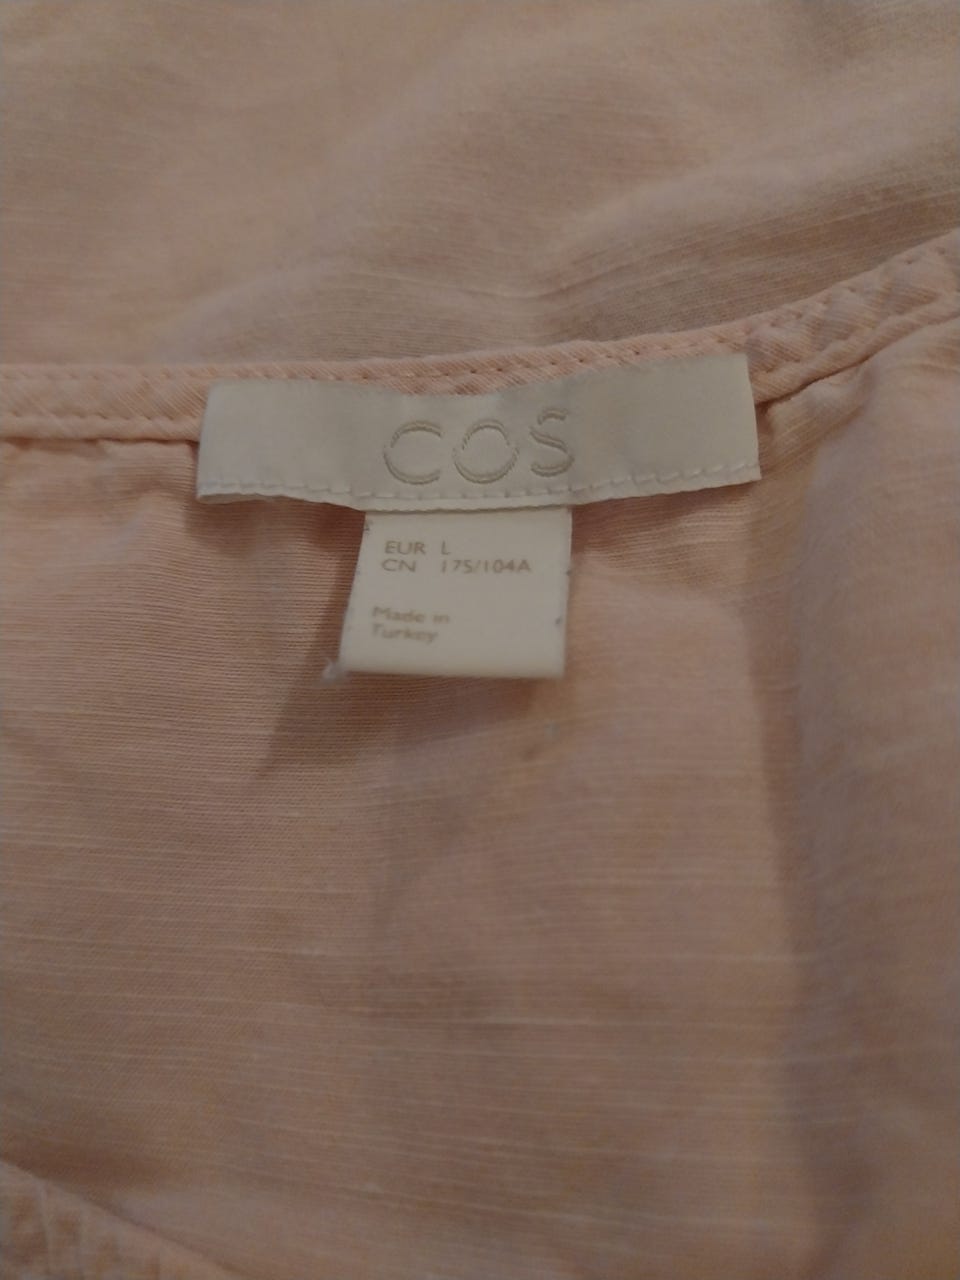 COS
EUR L
CN 175/104A
Made in
Turkey